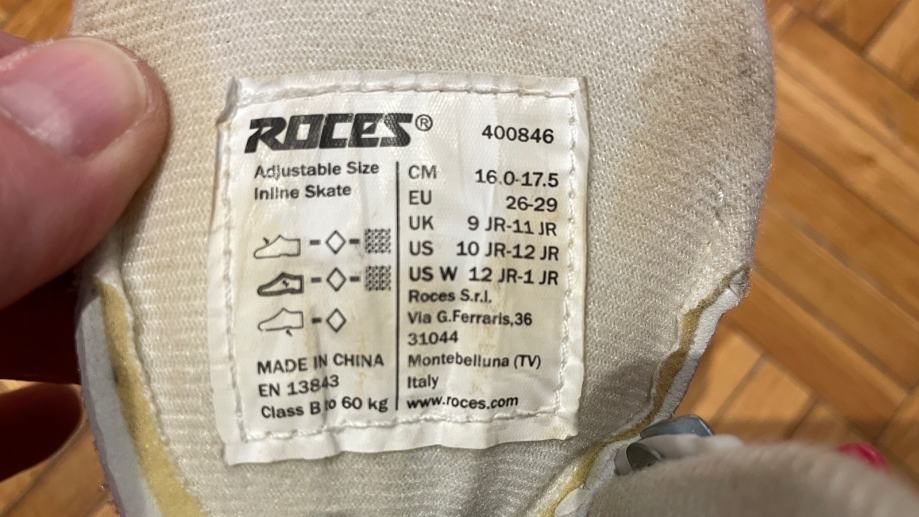 ROCES®
400846
Adjustable Size
Inline Skate
CM 16.0-17.5
EU 26-29
UK 9 JR-11 JR
US 10 JR-12 JR
US W 12 JR-1 JR
Roces S.r.l.
Via G.Ferraris,36
31044
Montebelluna (TV)
Italy
www.roces.com
MADE IN CHINA
EN 13843
Class B to 60 kg